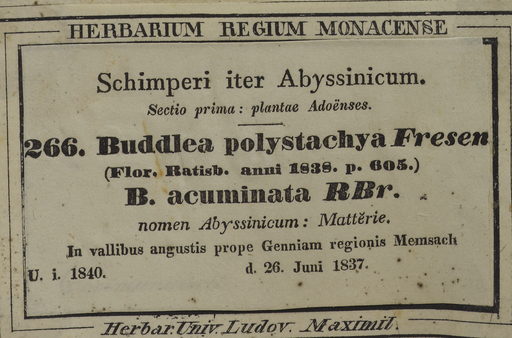 HERBARIUM REGIUM MONACENSE
Schimperi iter Abyssinicum.
Sectio prima: plantae Adoënses.
266. Buddlea polystachya Fresen
(Flor. Ratisb. anni 1838. p. 605.)
B. acuminata RBr.
nomen Abyssinicum: Mattĕrie.
In vallibus angustis prope Genniam regionis Memsach
U. i. 1840. d. 26. Juni 1837.
Herbar. Univ. Ludov. Maximil.